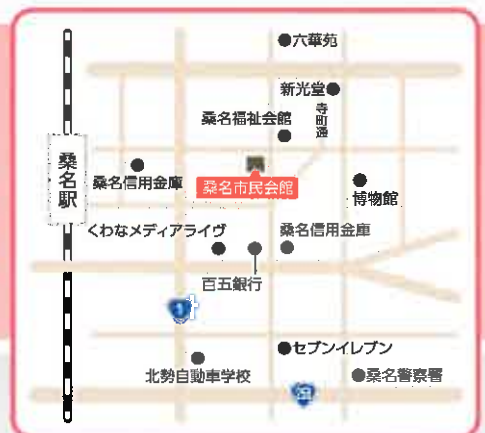 六華苑
新光堂
寺町通
桑名福祉会館
桑名駅
桑名信用金庫
桑名市民会館
博物館
くわなメディアライヴ
桑名信用金庫
百五銀行
1
セブンイレブン
北勢自動車学校
桑名警察署